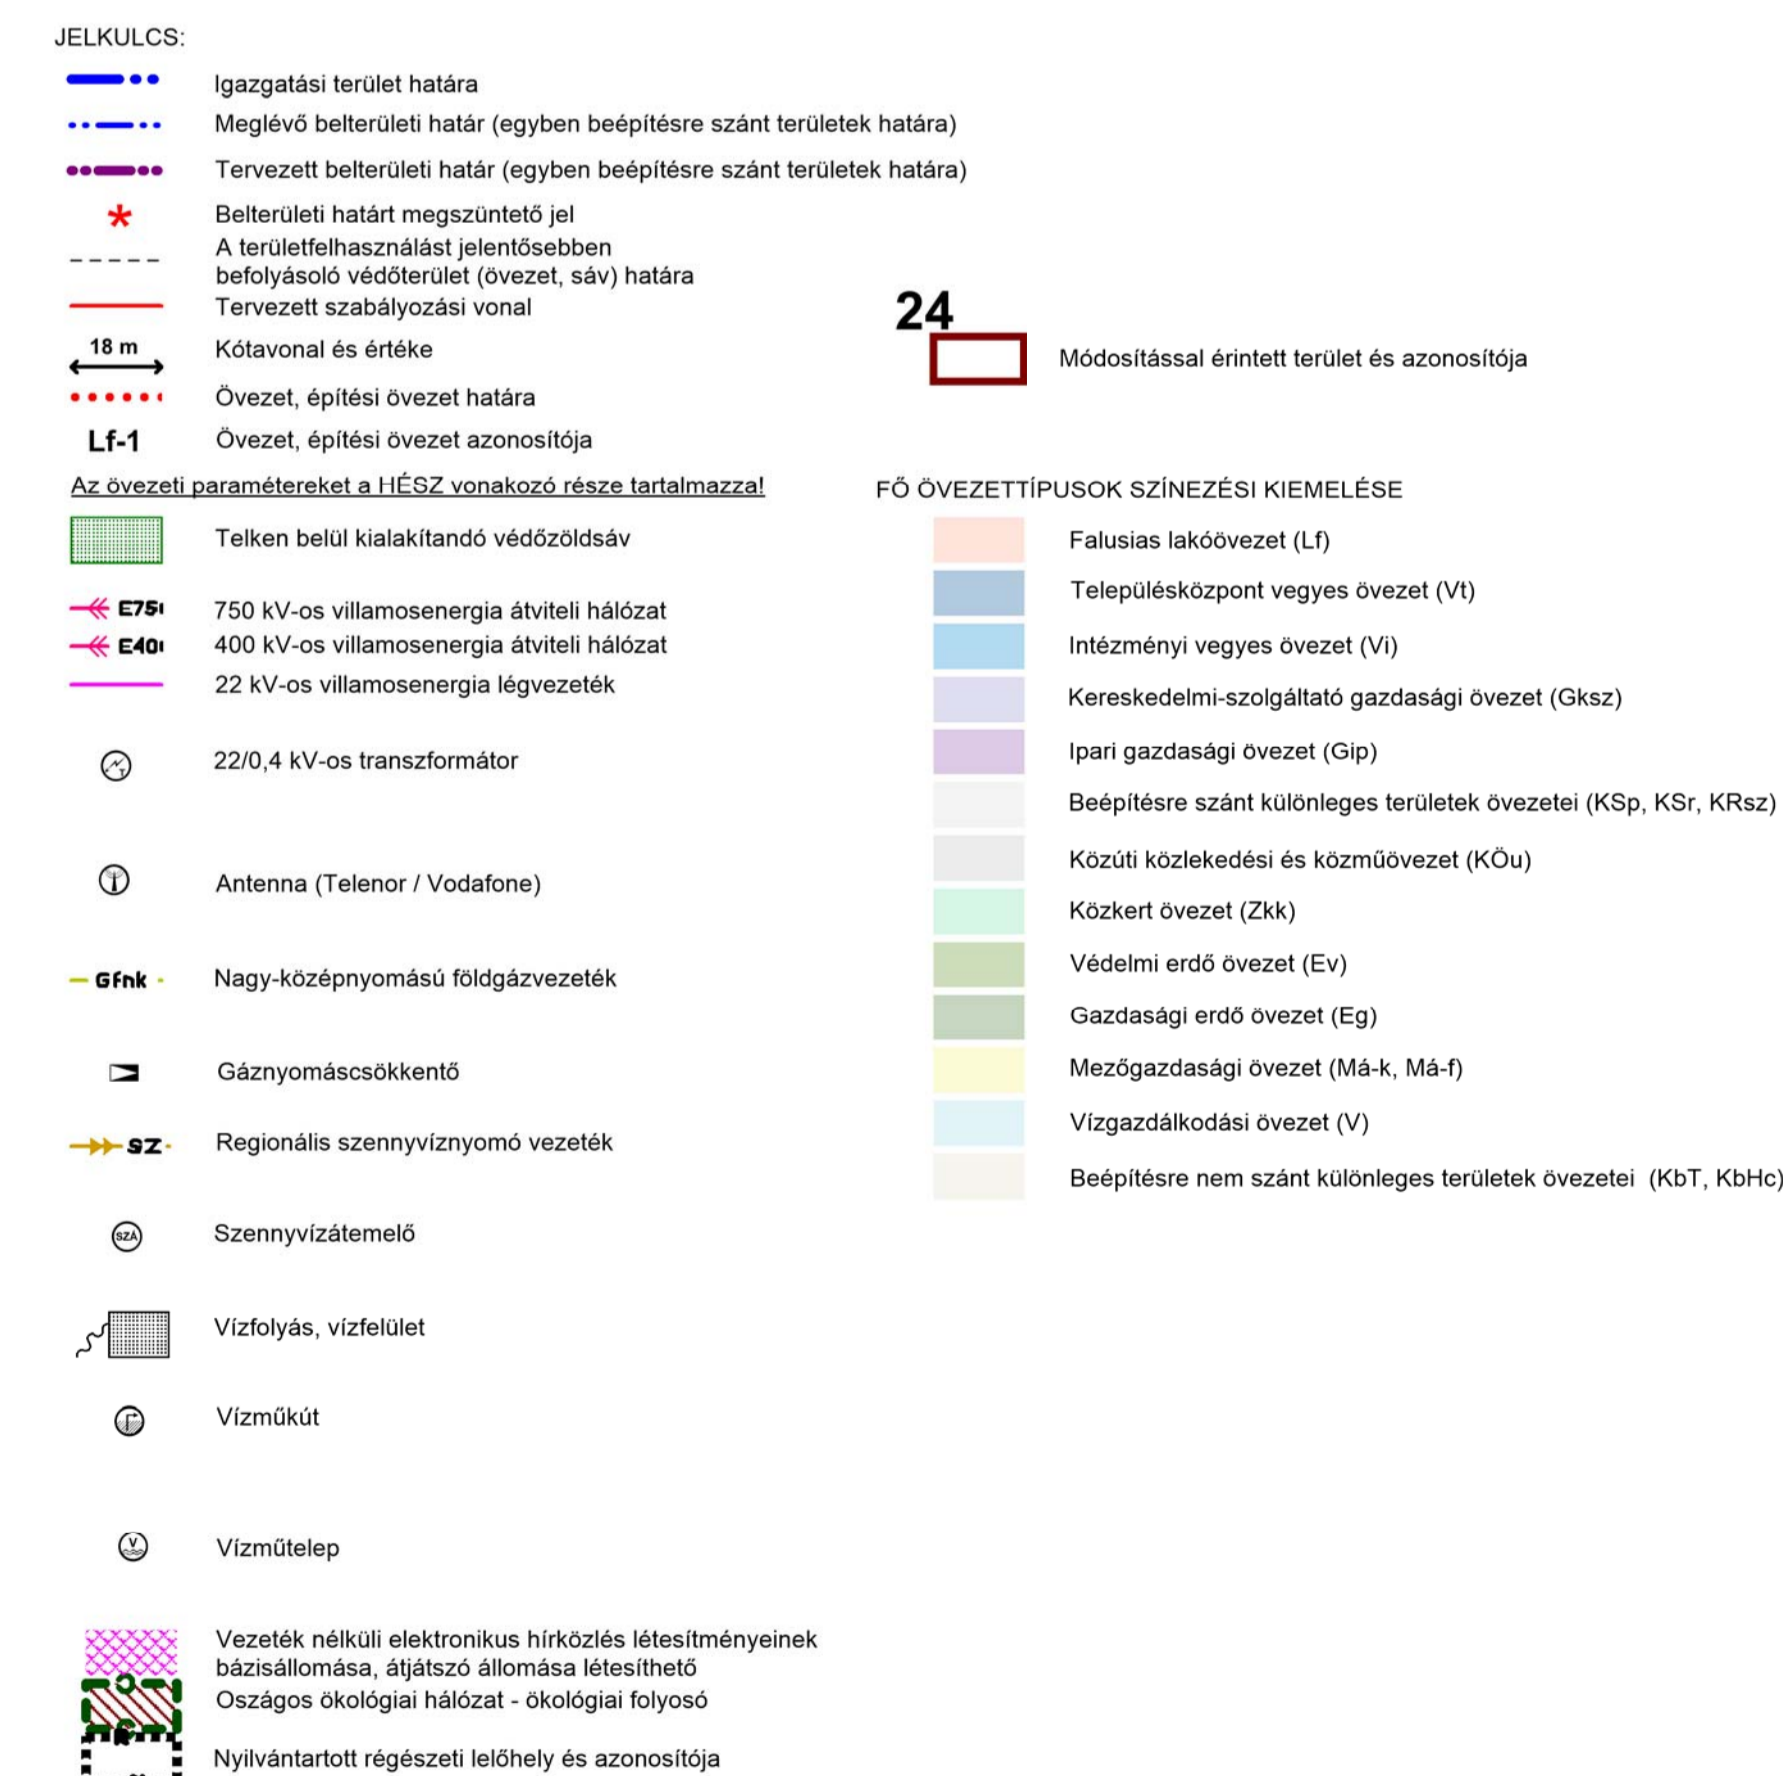 JELKULCS:
Igazgatási terület határa
Meglévő belterületi határ (egyben beépítésre szánt területek határa)
Tervezett belterületi határ (egyben beépítésre szánt területek határa)
Belterületi határt megszüntető jel
A területfelhasználást jelentősebben
befolyásoló védőterület (övezet, sáv) határa
Tervezett szabályozási vonal
18 m
Kótavonal és értéke
Övezet, építési övezet határa
Lf-1
Övezet, építési övezet azonosítója
Az övezeti paramétereket a HÉSZ vonakozó része tartalmazza!
Telken belül kialakítandó védőzöldsáv
E75
750 kV-os villamosenergia átviteli hálózat
E40
400 kV-os villamosenergia átviteli hálózat
22 kV-os villamosenergia légvezeték
T
22/0,4 kV-os transzformátor
Antenna (Telenor / Vodafone)
Gfnk
Nagy-középnyomású földgázvezeték
Gáznyomáscsökkentő
SZ
Regionális szennyvíznyomó vezeték
SZÁ
Szennyvízátemelő
Vízfolyás, vízfelület
Vízműkút
V
Vízműtelep
Vezeték nélküli elektronikus hírközlés létesítményeinek
bázisállomása, átjátszó állomása létesíthető
Oszágos ökológiai hálózat - ökológiai folyosó
Nyilvántartott régészeti lelőhely és azonosítója
24
Módosítással érintett terület és azonosítója
FŐ ÖVEZETTÍPUSOK SZÍNEZÉSI KIEMELÉSE
Falusias lakóövezet (Lf)
Településközpont vegyes övezet (Vt)
Intézményi vegyes övezet (Vi)
Kereskedelmi-szolgáltató gazdasági övezet (Gksz)
Ipari gazdasági övezet (Gip)
Beépítésre szánt különleges területek övezetei (KSp, KSr, KRsz)
Közúti közlekedési és közműövezet (KÖu)
Közkert övezet (Zkk)
Védelmi erdő övezet (Ev)
Gazdasági erdő övezet (Eg)
Mezőgazdasági övezet (Má-k, Má-f)
Vízgazdálkodási övezet (V)
Beépítésre nem szánt különleges területek övezetei (KbT, KbHc)